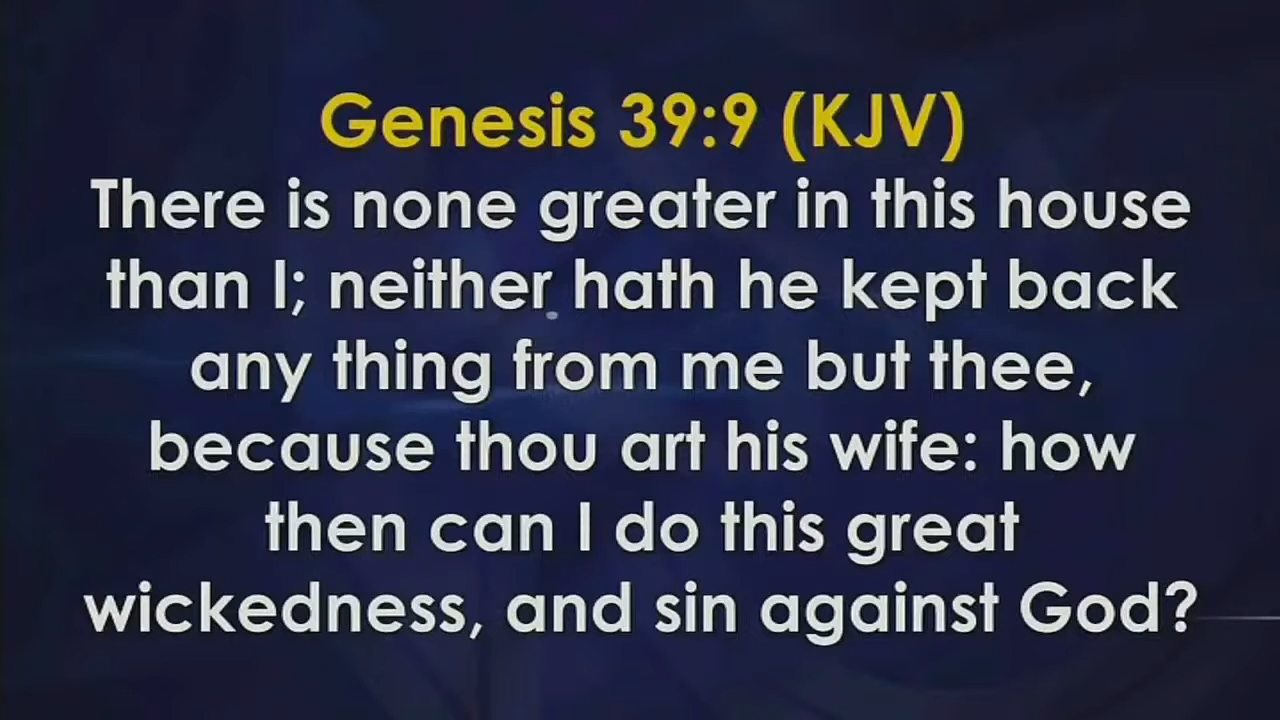 Genesis 39:9 (KJV)
There is none greater in this house
than I; neither hath he kept back
any thing from me but thee,
because thou art his wife: how
then can I do this great
wickedness, and sin against God?